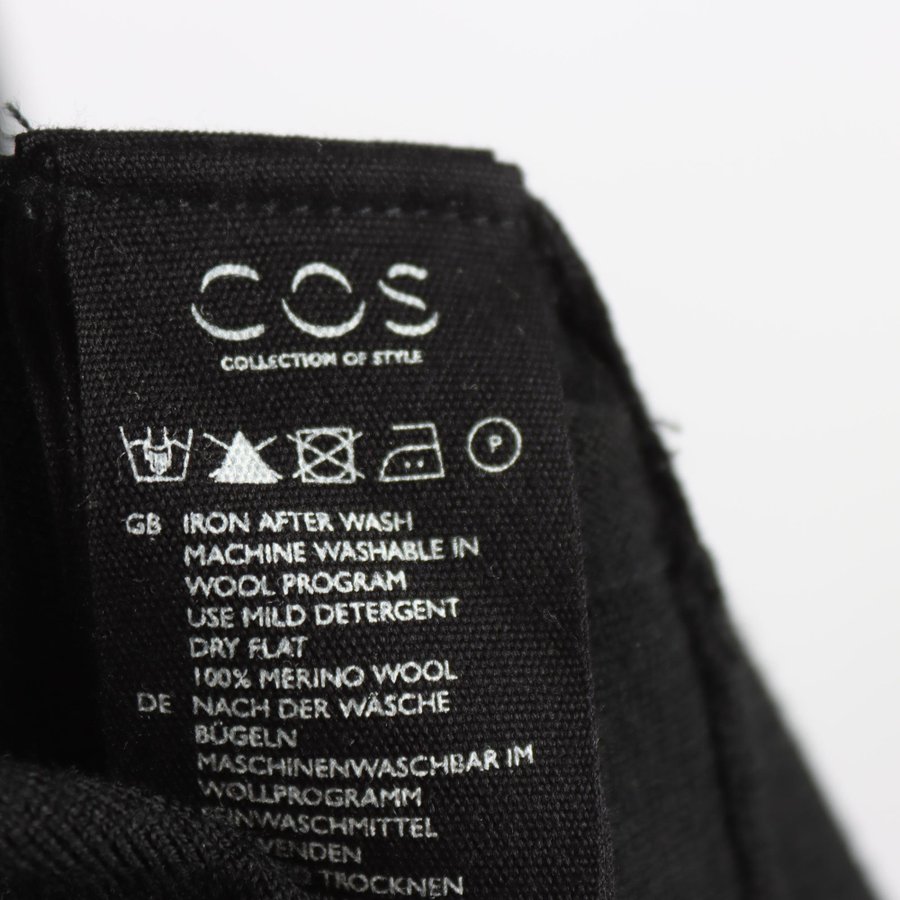 COS
COLLECTION OF STYLE
P
GB IRON AFTER WASH
MACHINE WASHABLE IN
WOOL PROGRAM
USE MILD DETERGENT
DRY FLAT
100% MERINO WOOL
DE NACH DER WÄSCHE
BÜGELN
MASCHINENWASCHBAR IM
WOLLPROGRAMM
TROCKNEN